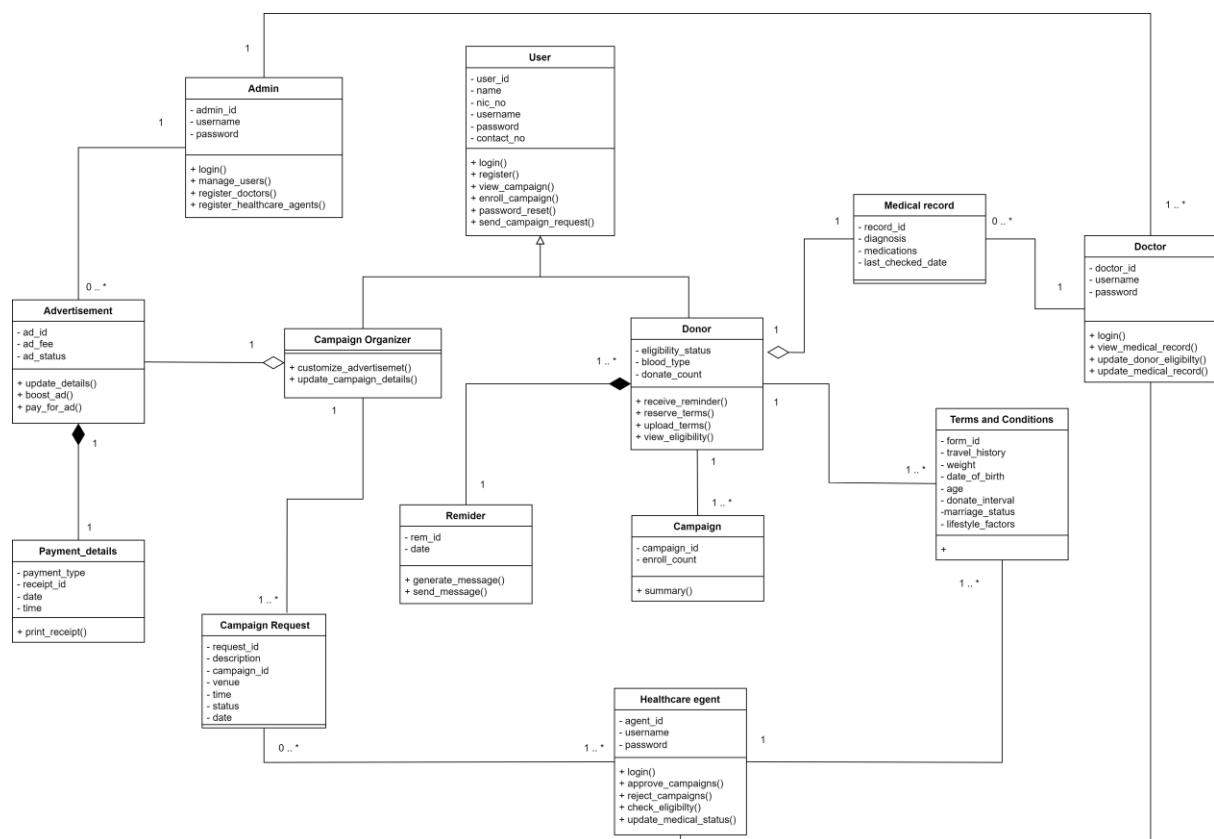 1
1
Admin
- admin_id
- username
- password
+ login()
+ manage_users()
+ register_doctors()
+ register_healthcare_agents()
User
- user_id
- name
- nic_no
- username
- password
- contact_no
+ login()
+ register()
+ view_campaign()
+ enroll_campaign()
+ password_reset()
+ send_campaign_request()
Medical record
- record_id
- diagnosis
- medications
- last_checked_date
1
0 .. *
1 .. *
1
Doctor
- doctor_id
- username
- password
+ login()
+ view_medical_record()
+ update_donor_eligibilty()
+ update_medical_record()
0 .. *
Advertisement
- ad_id
- ad_fee
- ad_status
+ update_details()
+ boost_ad()
+ pay_for_ad()
1
Campaign Organizer
+ customize_advertisemet()
+ update_campaign_details()
1
1 .. *
Donor
- eligibility_status
- blood_type
- donate_count
+ receive_reminder()
+ reserve_terms()
+ upload_terms()
+ view_eligibility()
1
1
1
1 .. *
Terms and Conditions
- form_id
- travel_history
- weight
- date_of_birth
- age
- donate_interval
-marriage_status
- lifestyle_factors
+
1 .. *
1
1
Payment_details
- payment_type
- receipt_id
- date
- time
+ print_receipt()
1
Remider
- rem_id
- date
+ generate_message()
+ send_message()
1 .. *
Campaign
- campaign_id
- enroll_count
+ summary()
1 .. *
Campaign Request
- request_id
- description
- campaign_id
- venue
- time
- status
- date
0 .. *
1 .. *
Healthcare egent
- agent_id
- username
- password
+ login()
+ approve_campaigns()
+ reject_campaigns()
+ check_eligibilty()
+ update_medical_status()
1